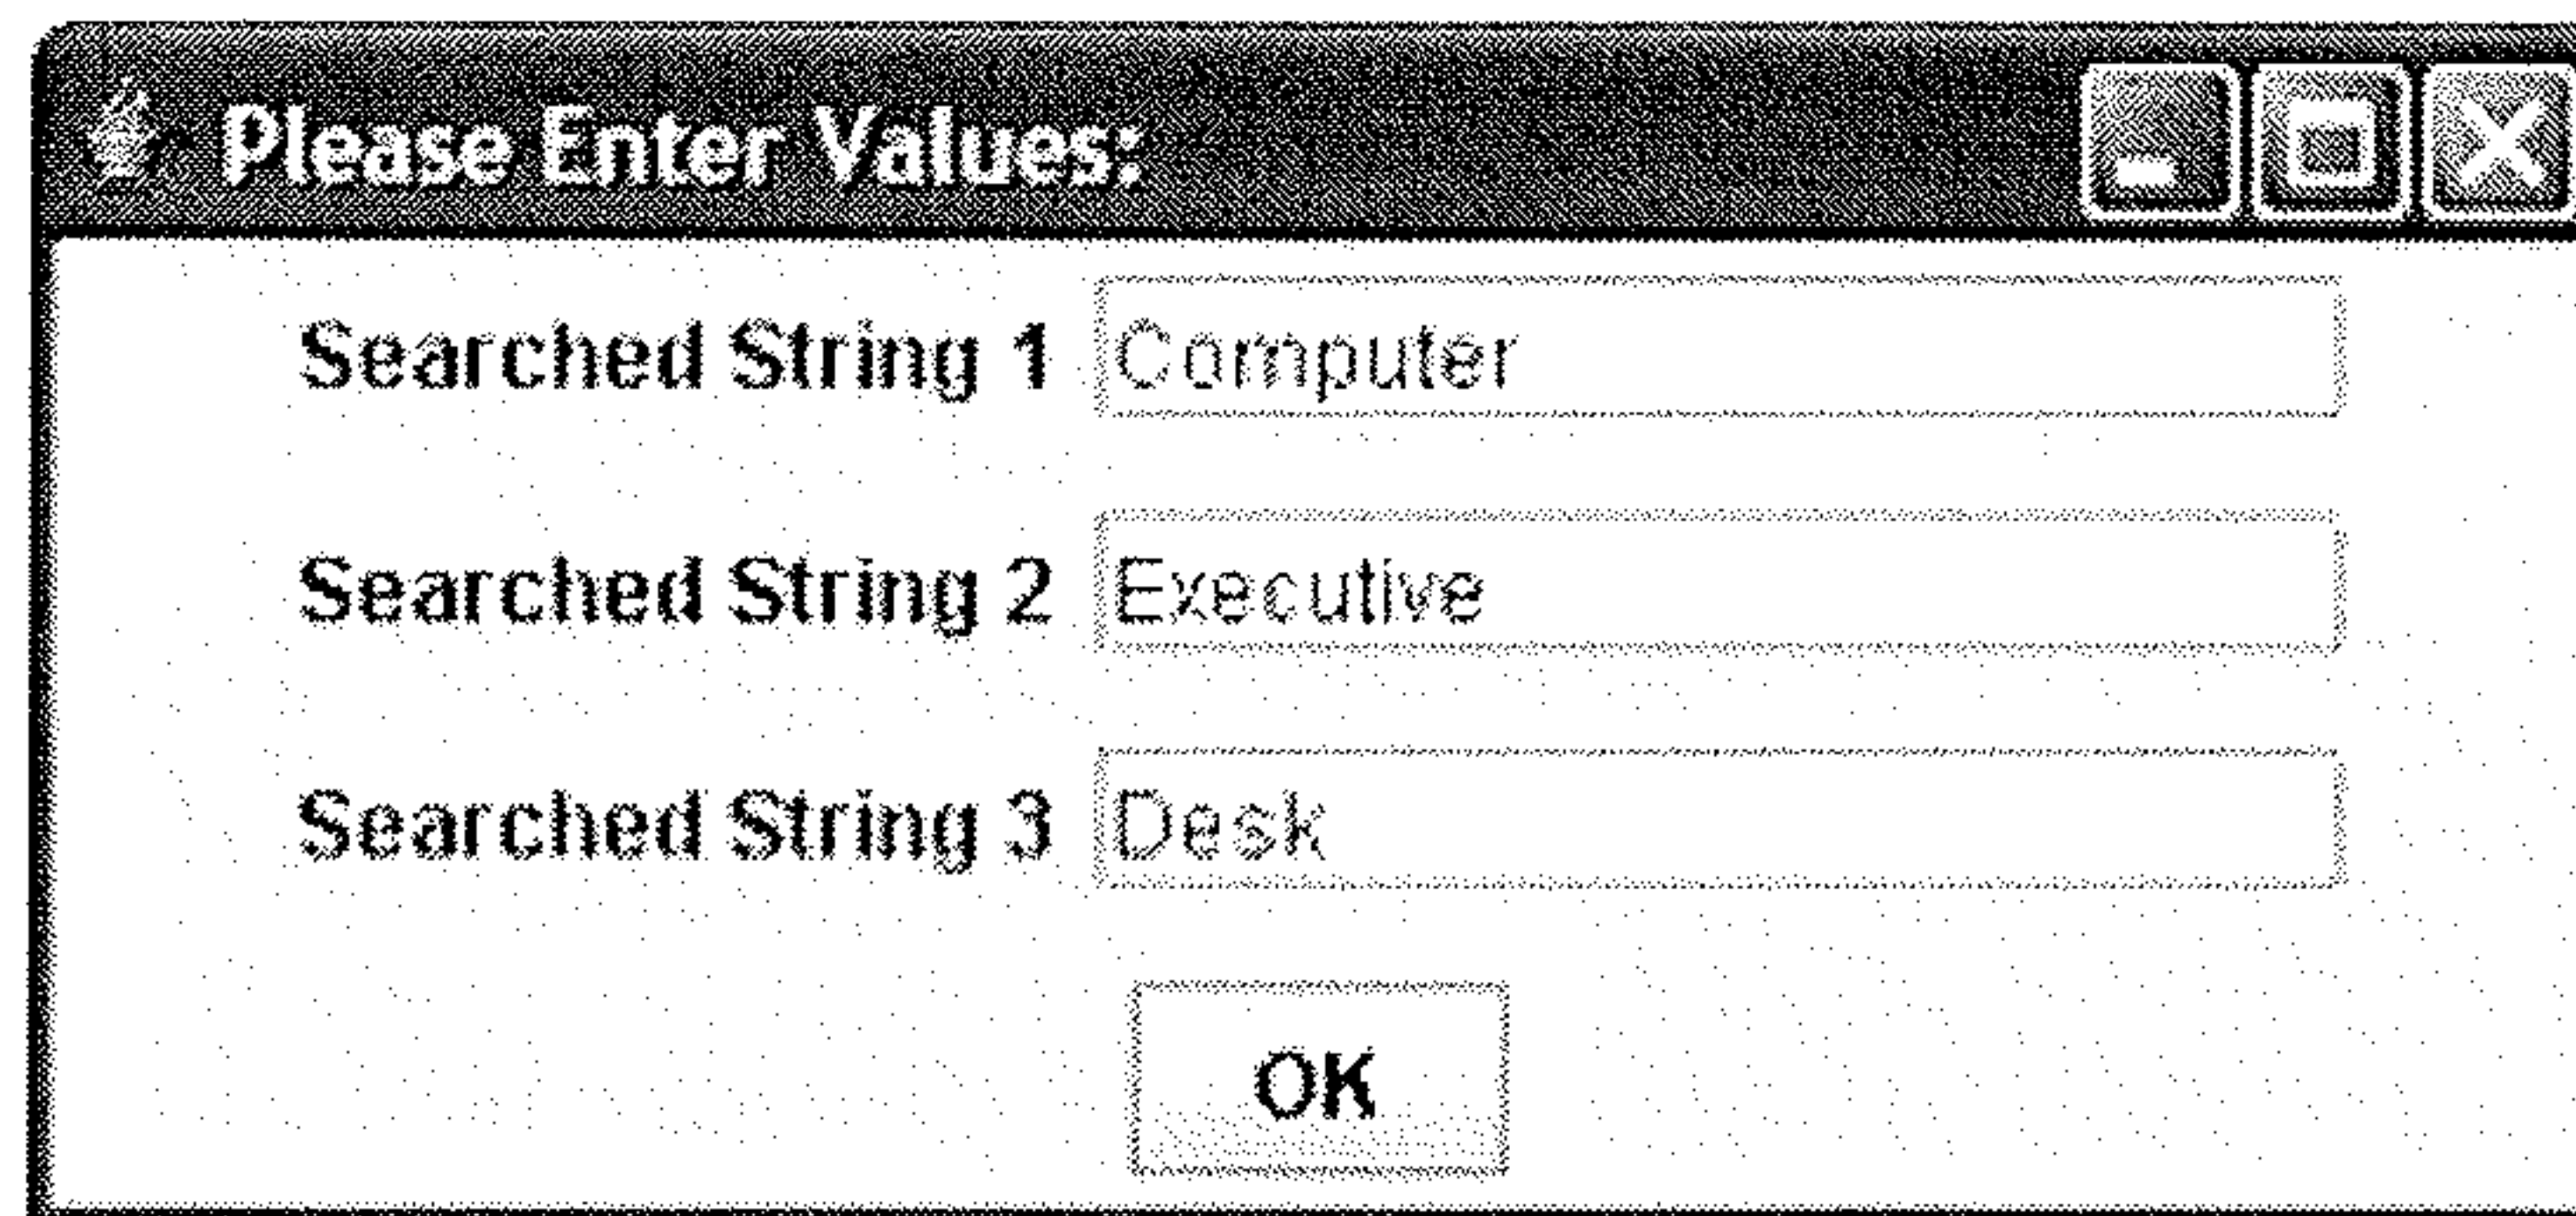 Please Enter Values:
Searched String 1 Computer
Searched String 2 Executive
Searched String 3 Desk
OK